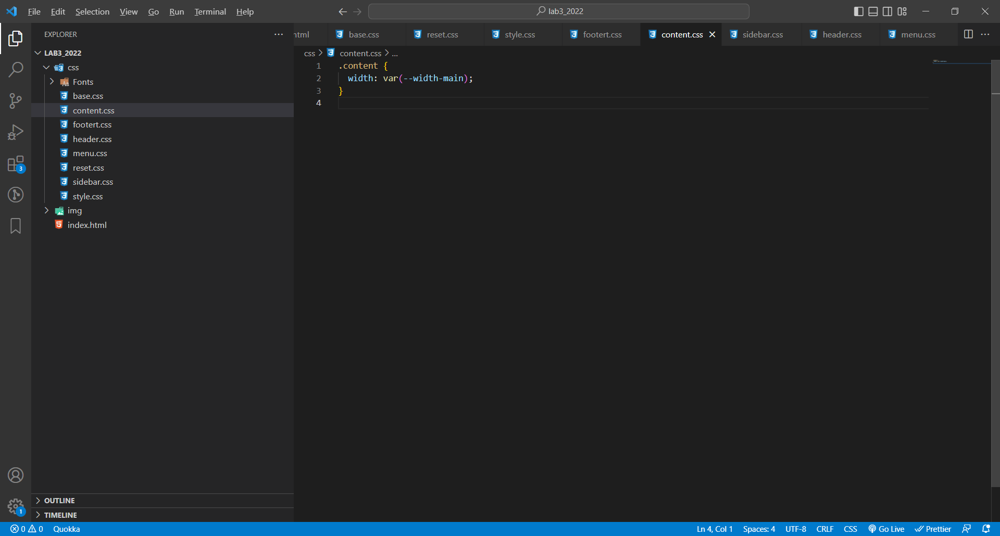 File Edit Selection View Go Run Terminal Help lab3_2022
EXPLORER
html base.css reset.css style.css footert.css content.css sidebar.css header.css menu.css
LAB3_2022
css
Fonts
base.css
content.css
footert.css
header.css
menu.css
reset.css
sidebar.css
style.css
img
index.html
OUTLINE
TIMELINE
css > content.css > ...
1 .content {
2 width: var(--width-main);
3 }
4
3
1
0 0 Quokka Ln 4, Col 1 Spaces: 4 UTF-8 CRLF CSS Go Live Prettier